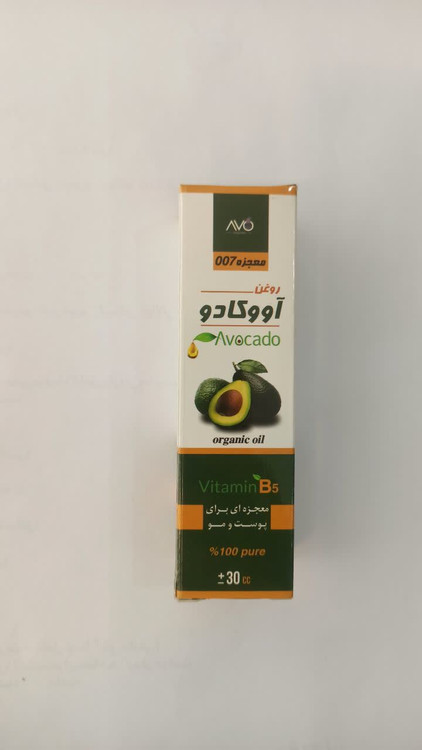 AVO
معجزه 007
روغن
آووکادو
Avocado
organic oil
Vitamin B5
معجزه ای برای
پوست و مو
%100 pure
± 30 cc